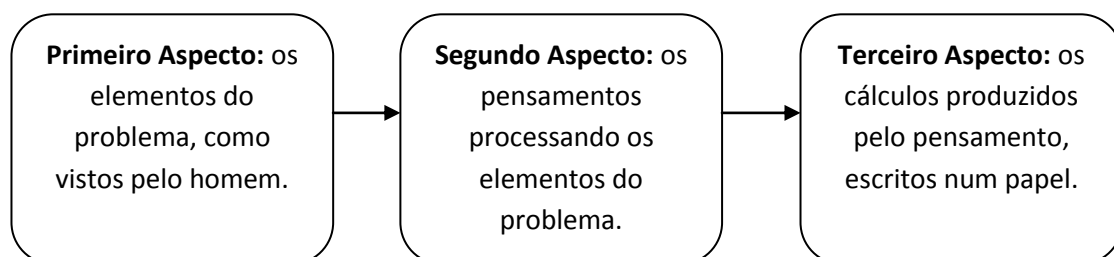 Primeiro Aspecto: os
elementos do
problema, como
vistos pelo homem.
Segundo Aspecto: os
pensamentos
processando os
elementos do
problema.
Terceiro Aspecto: os
cálculos produzidos
pelo pensamento,
escritos num papel.